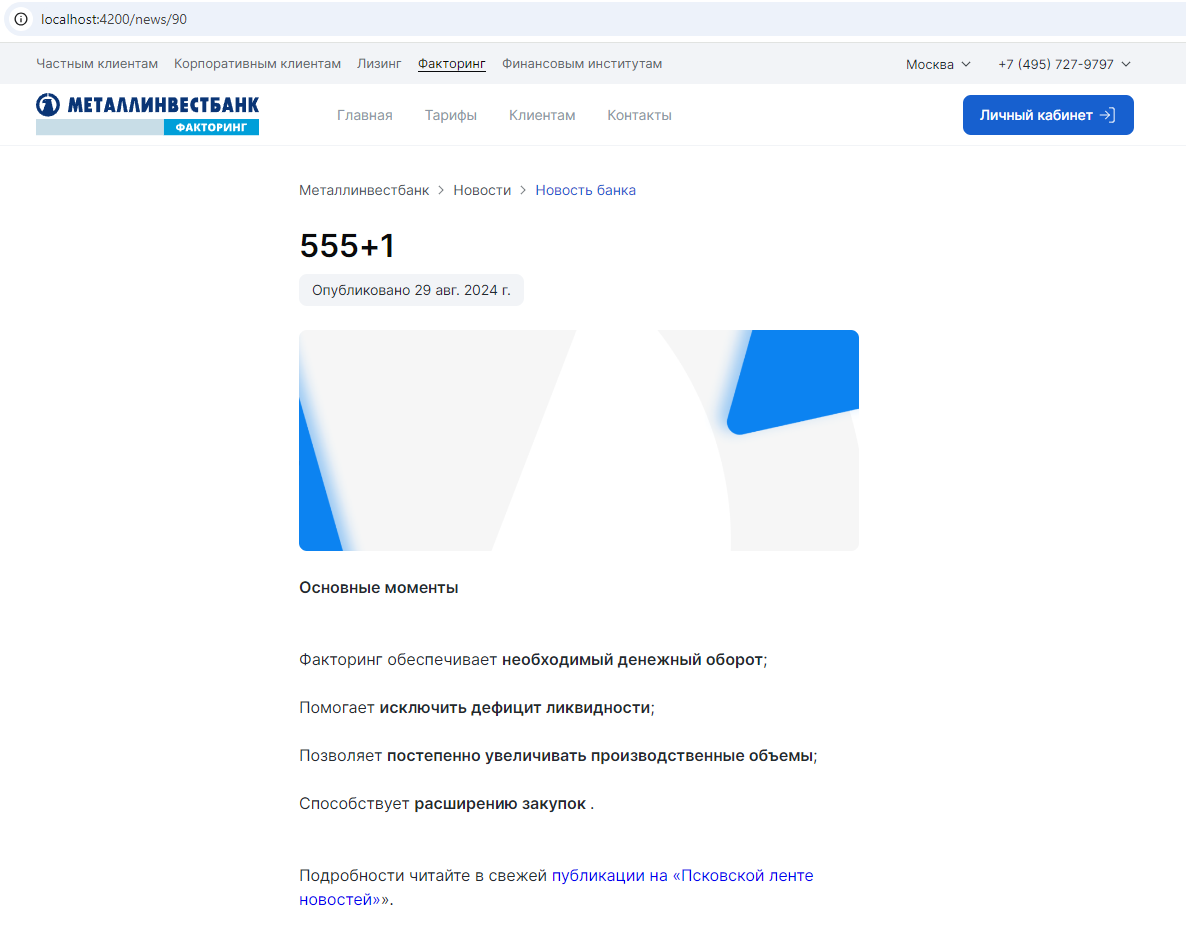 localhost:4200/news/90
Частным клиентам Корпоративным клиентам Лизинг Факторинг Финансовым институтам Москва +7 (495) 727-9797
МЕТАЛЛИНВЕСТБАНК
ФАКТОРИНГ
Главная Тарифы Клиентам Контакты Личный кабинет
Металлинвестбанк > Новости > Новость банка
555+1
Опубликовано 29 авг. 2024 г.
Основные моменты
Факторинг обеспечивает необходимый денежный оборот;
Помогает исключить дефицит ликвидности;
Позволяет постепенно увеличивать производственные объемы;
Способствует расширению закупок .
Подробности читайте в свежей публикации на «Псковской ленте
новостей»».